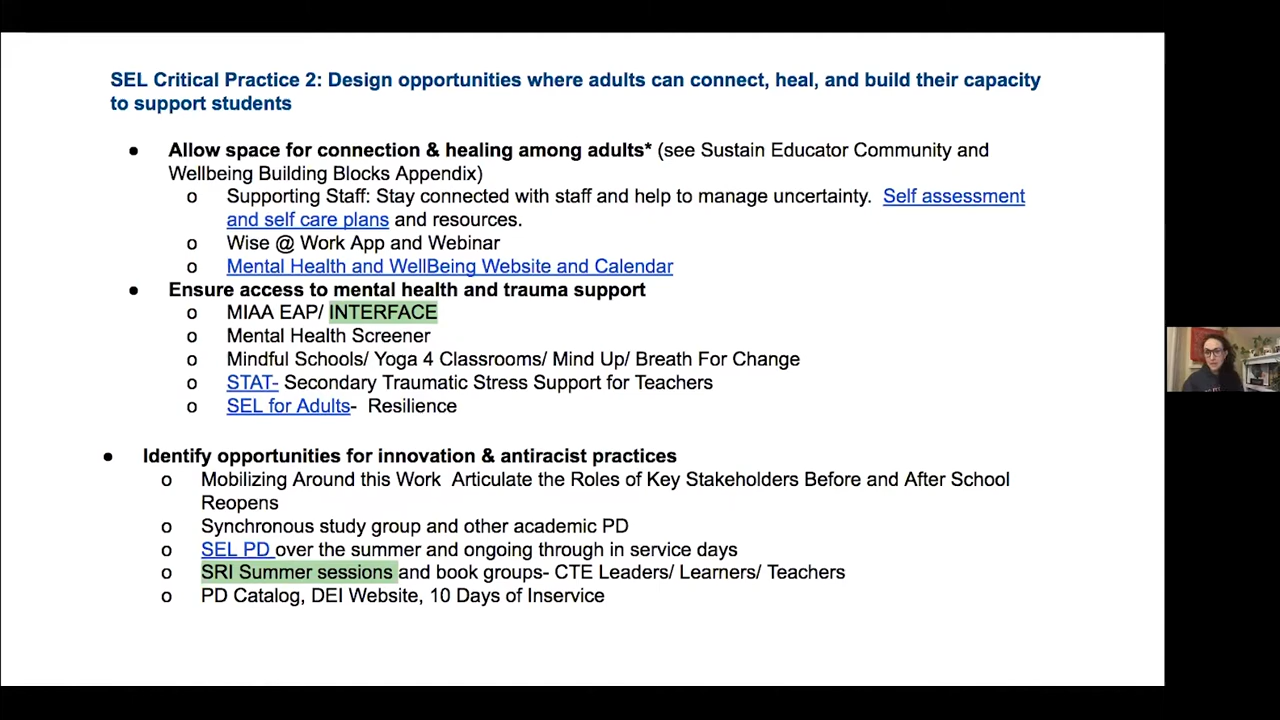 SEL Critical Practice 2: Design opportunities where adults can connect, heal, and build their capacity
to support students
● Allow space for connection & healing among adults* (see Sustain Educator Community and
Wellbeing Building Blocks Appendix)
o Supporting Staff: Stay connected with staff and help to manage uncertainty. Self assessment
and self care plans and resources.
o Wise @ Work App and Webinar
o Mental Health and WellBeing Website and Calendar
● Ensure access to mental health and trauma support
o MIAA EAP/ INTERFACE
o Mental Health Screener
o Mindful Schools/ Yoga 4 Classrooms/ Mind Up/ Breath For Change
o STAT- Secondary Traumatic Stress Support for Teachers
o SEL for Adults- Resilience
● Identify opportunities for innovation & antiracist practices
o Mobilizing Around this Work Articulate the Roles of Key Stakeholders Before and After School
Reopens
o Synchronous study group and other academic PD
o SEL PD over the summer and ongoing through in service days
o SRI Summer sessions and book groups- CTE Leaders/ Learners/ Teachers
o PD Catalog, DEI Website, 10 Days of Inservice